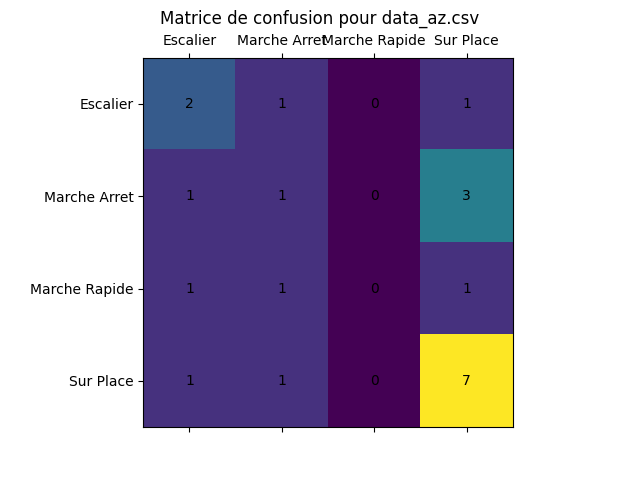 Matrice de confusion pour data_az.csv
Escalier Marche Arret Marche Rapide Sur Place
Escalier 2 1 0 1
Marche Arret 1 1 0 3
Marche Rapide 1 1 0 1
Sur Place 1 1 0 7